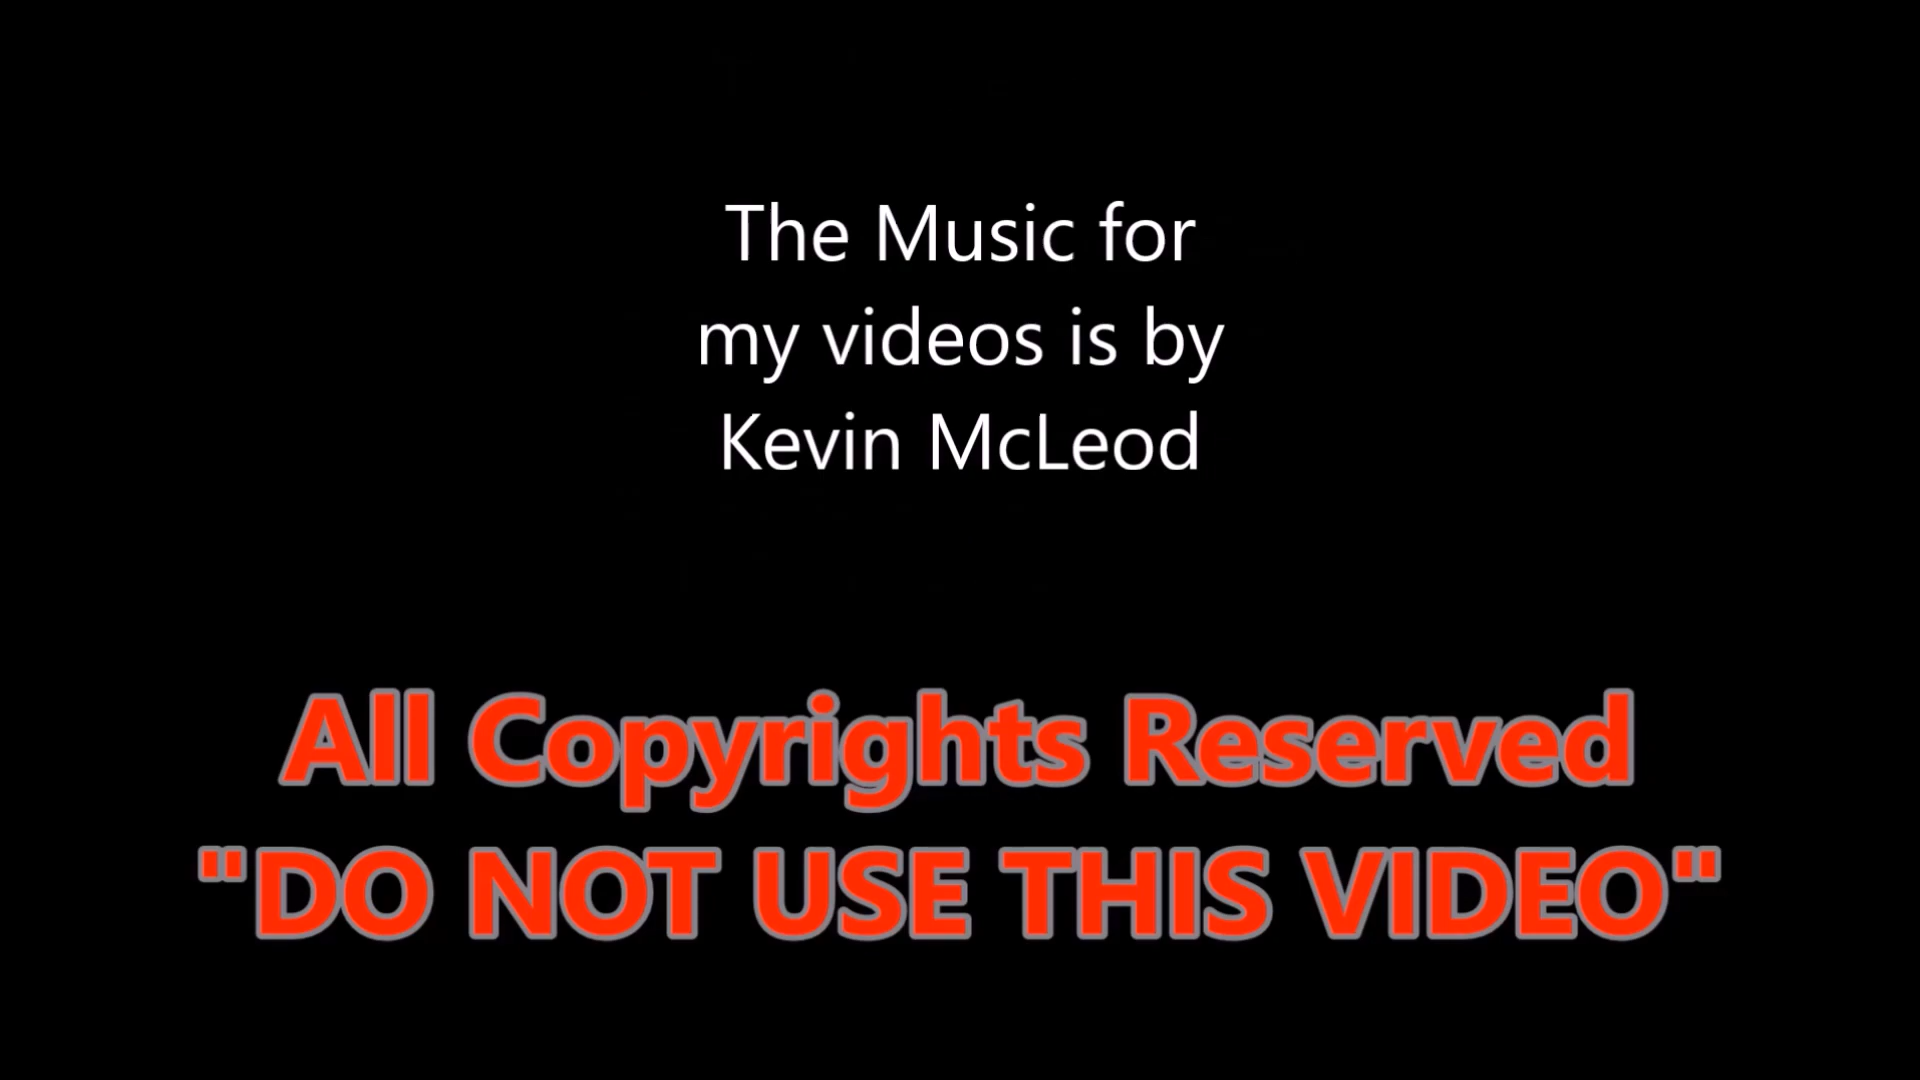 The Music for
my videos is by
Kevin McLeod
All Copyrights Reserved
"DO NOT USE THIS VIDEO"